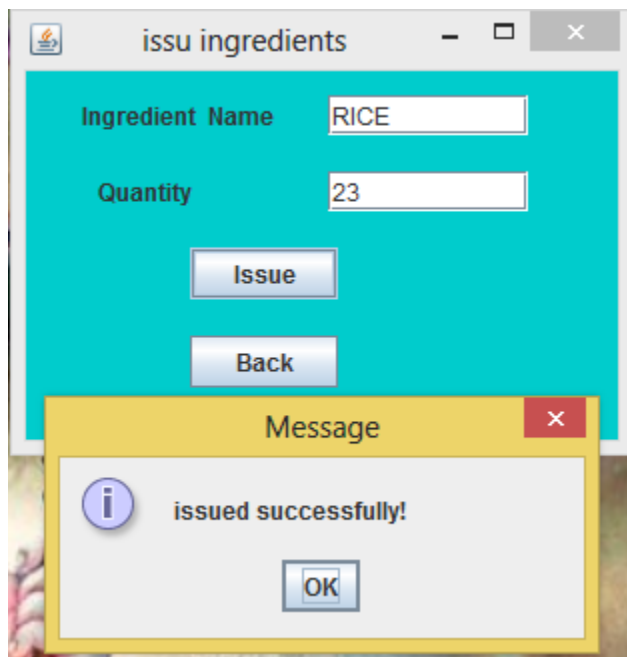 issu ingredients
Ingredient Name RICE
Quantity 23
Issue
Back
Message
issued successfully!
OK